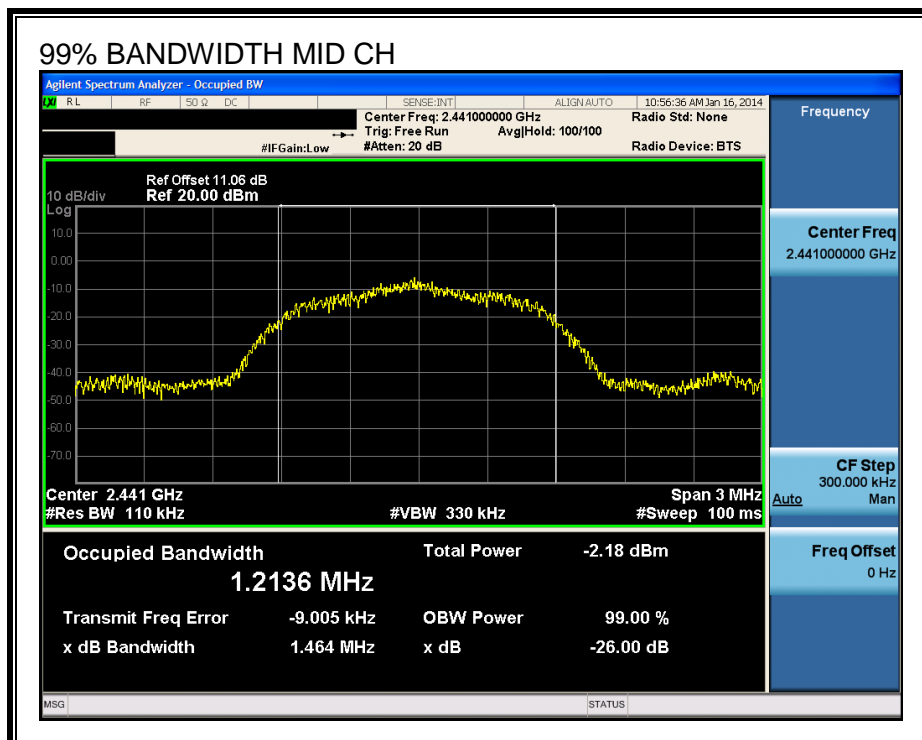 99% BANDWIDTH MID CH
Agilent Spectrum Analyzer - Occupied BW
LXI RL RF 50 Ω DC SENSE:INT ALIGN AUTO 10:56:36 AM Jan 16, 2014
Center Freq: 2.441000000 GHz Radio Std: None
Trig: Free Run Avg|Hold: 100/100
#IFGain:Low #Atten: 20 dB Radio Device: BTS
Frequency
Ref Offset 11.06 dB
10 dB/div Ref 20.00 dBm
Log
10.0
0.00
-10.0
-20.0
-30.0
-40.0
-50.0
-60.0
-70.0
Center 2.441 GHz Span 3 MHz
#Res BW 110 kHz #VBW 330 kHz #Sweep 100 ms
Occupied Bandwidth Total Power -2.18 dBm
1.2136 MHz
Transmit Freq Error -9.005 kHz OBW Power 99.00 %
x dB Bandwidth 1.464 MHz x dB -26.00 dB
Center Freq
2.441000000 GHz
CF Step
300.000 kHz
Auto Man
Freq Offset
0 Hz
MSG STATUS